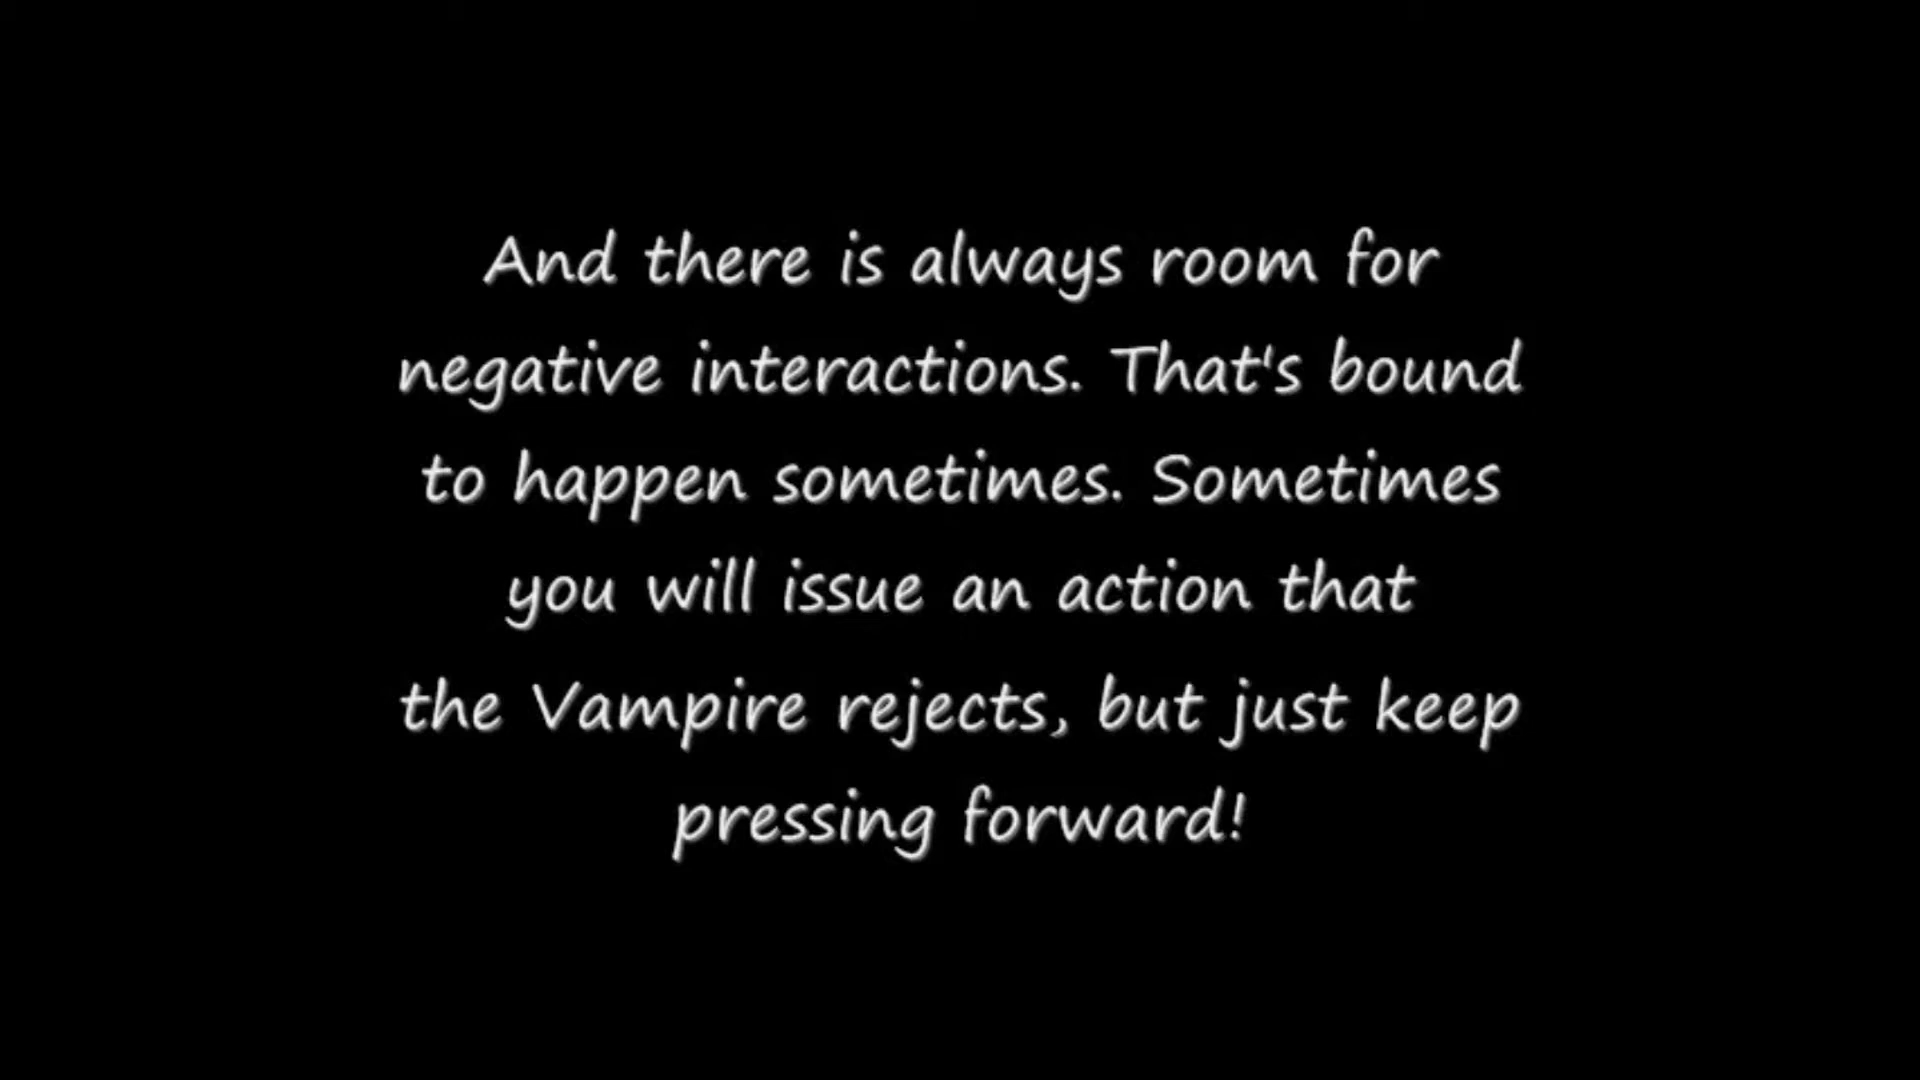 And there is always room for
negative interactions. That's bound
to happen sometimes. Sometimes
you will issue an action that
the Vampire rejects, but just keep
pressing forward!